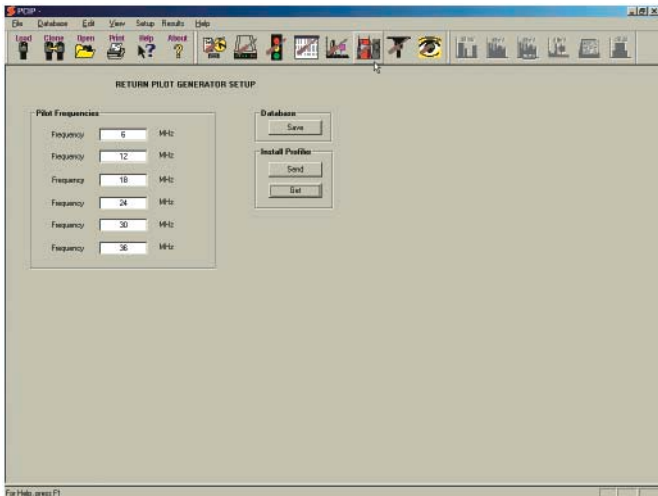 PCIP -
File Database Edit View Setup Results Help
Load Clone Open Print Help About
RETURN PILOT GENERATOR SETUP
Pilot Frequencies
Frequency 6 MHz
Frequency 12 MHz
Frequency 18 MHz
Frequency 24 MHz
Frequency 30 MHz
Frequency 36 MHz
Database
Save
Install Profiles
Send
Get
For Help, press F1